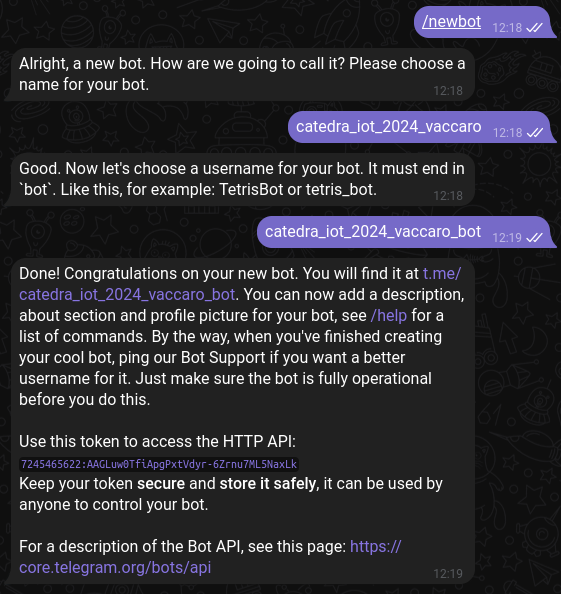 /newbot 12:18
Alright, a new bot. How are we going to call it? Please choose a
name for your bot. 12:18
catedra_iot_2024_vaccaro 12:18
Good. Now let's choose a username for your bot. It must end in
`bot`. Like this, for example: TetrisBot or tetris_bot. 12:18
catedra_iot_2024_vaccaro_bot 12:19
Done! Congratulations on your new bot. You will find it at t.me/
catedra_iot_2024_vaccaro_bot. You can now add a description,
about section and profile picture for your bot, see /help for a
list of commands. By the way, when you've finished creating
your cool bot, ping our Bot Support if you want a better
username for it. Just make sure the bot is fully operational
before you do this.
Use this token to access the HTTP API:
7245465622:AAGLuw0TfiApgPxtVdyr-6Zrnu7ML5NaxLk
Keep your token secure and store it safely, it can be used by
anyone to control your bot.
For a description of the Bot API, see this page: https://
core.telegram.org/bots/api 12:19